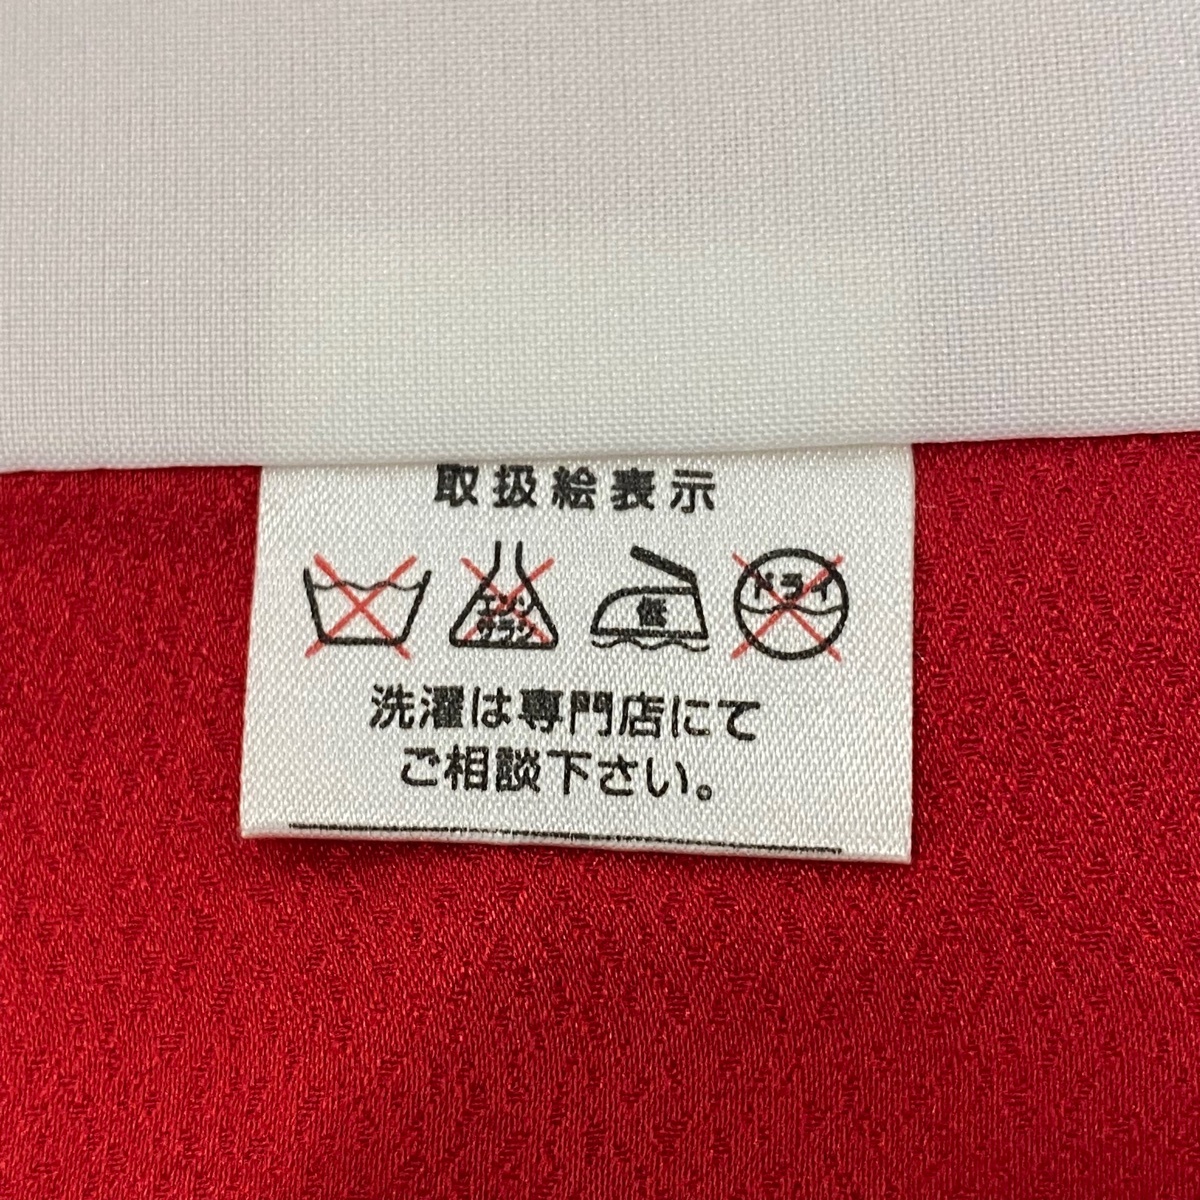 取扱絵表示
エンソ
サラシ
低
ドライ
洗濯は専門店にて
ご相談下さい。